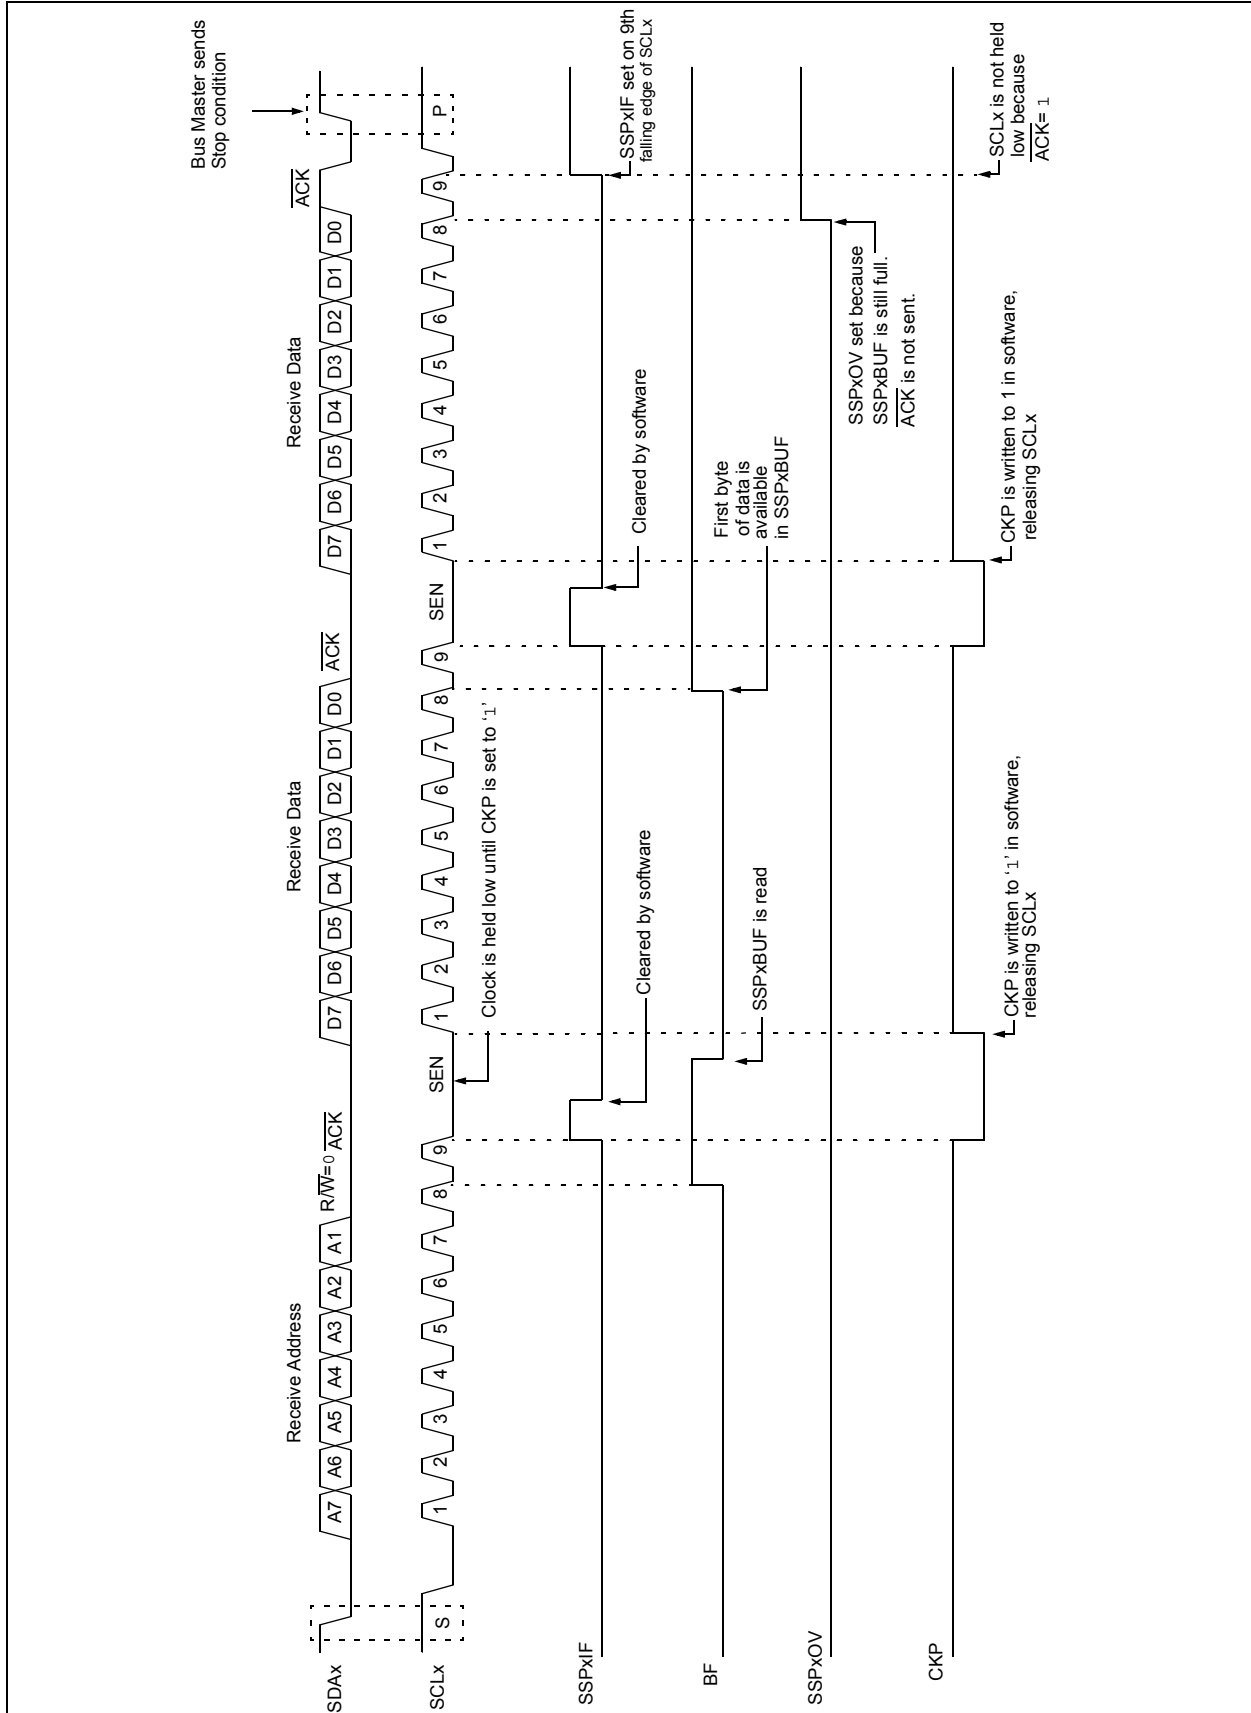 Bus Master sends
Stop condition
Receive Address
Receive Data
Receive Data
R/W=0
ACK
ACK
ACK
SDAx
A7 A6 A5 A4 A3 A2 A1
D7 D6 D5 D4 D3 D2 D1 D0
D7 D6 D5 D4 D3 D2 D1 D0
SCLx
S
1 2 3 4 5 6 7 8 9
SEN
1 2 3 4 5 6 7 8 9
SEN
1 2 3 4 5 6 7 8 9
P
Clock is held low until CKP is set to ‘1’
SSPxIF
Cleared by software
Cleared by software
SSPxIF set on 9th
falling edge of SCLx
BF
SSPxBUF is read
First byte
of data is
available
in SSPxBUF
SSPxOV
SSPxOV set because
SSPxBUF is still full.
ACK is not sent.
CKP
CKP is written to ‘1’ in software,
releasing SCLx
CKP is written to 1 in software,
releasing SCLx
SCLx is not held
low because
ACK= 1